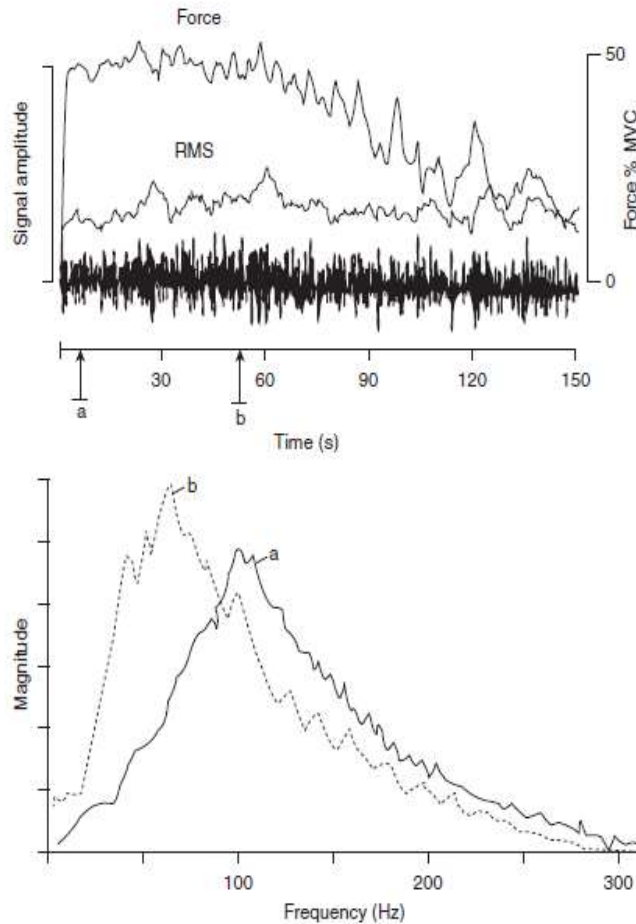 Force
50
RMS
Signal amplitude
Force % MVC
0
a
b
30
60
90
120
150
Time (s)
b
a
Magnitude
100
200
300
Frequency (Hz)